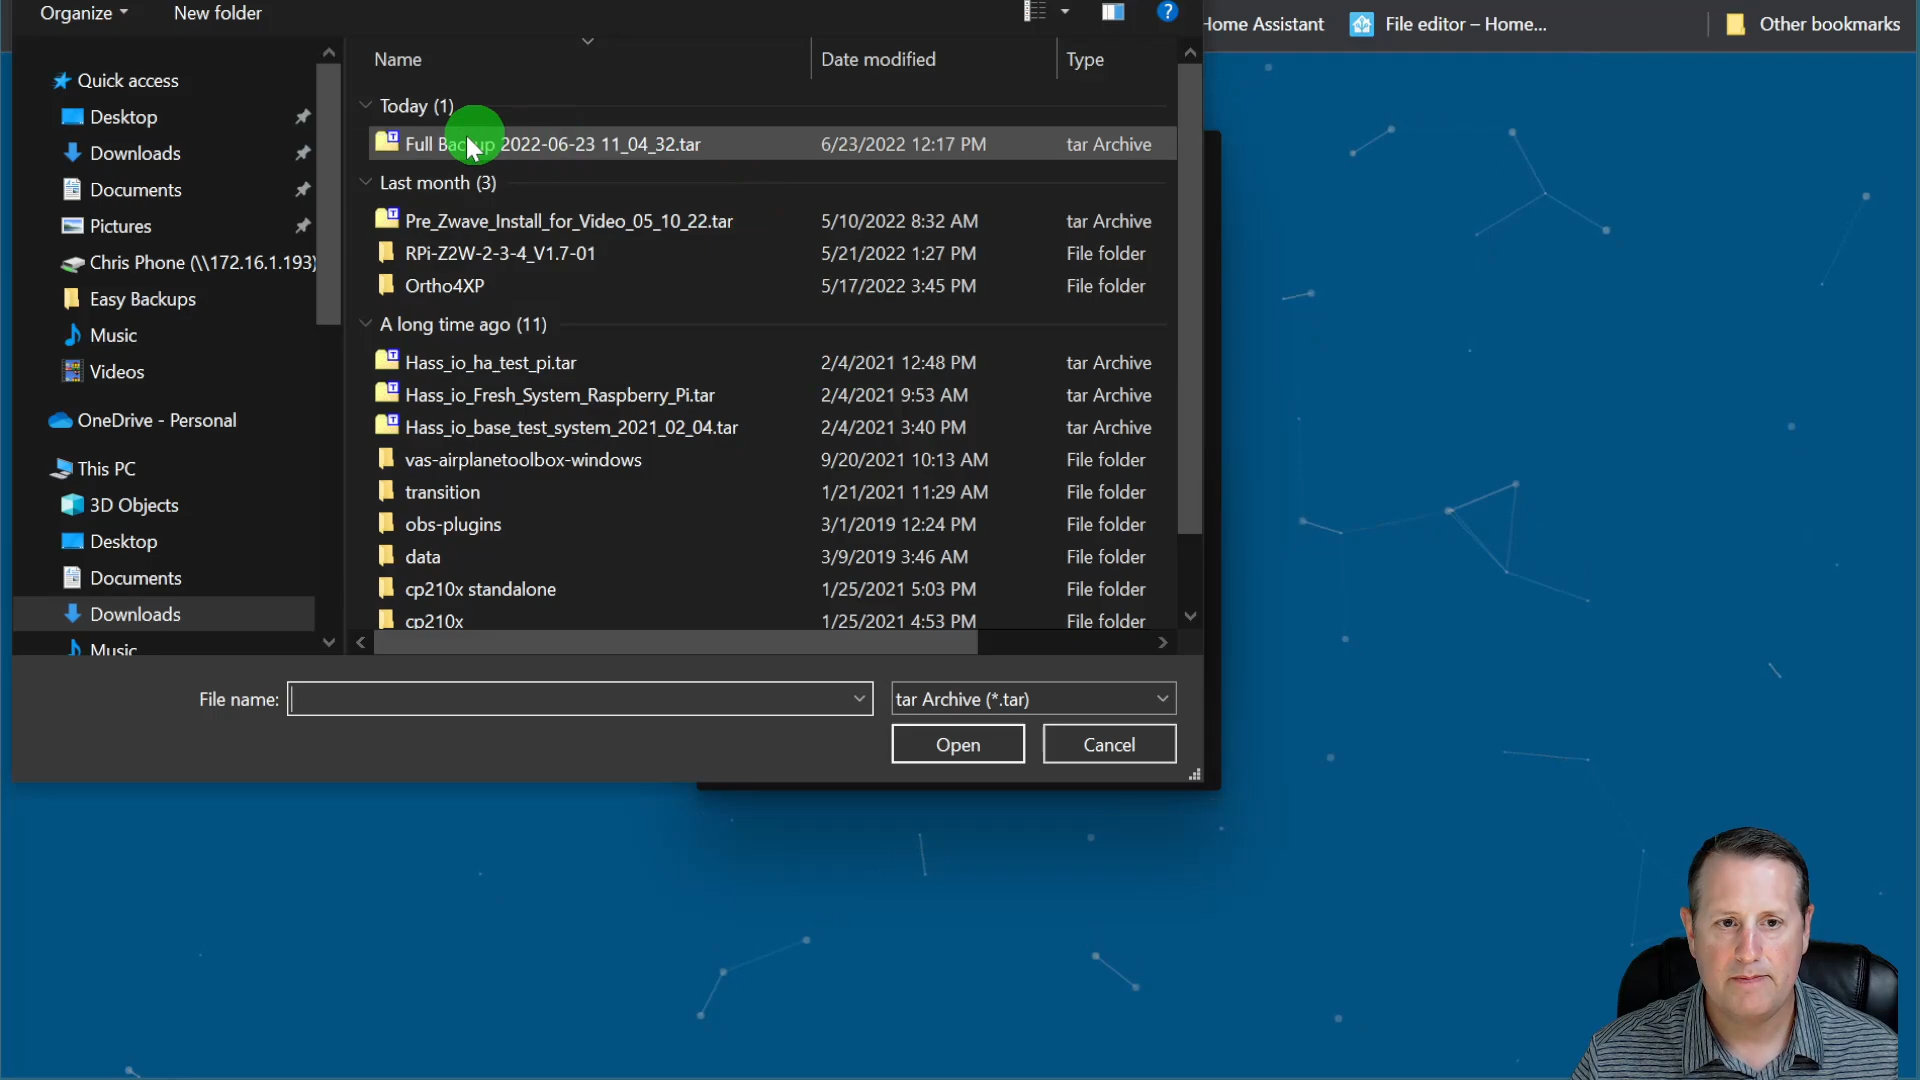 Organize
New folder
Home Assistant
File editor – Home...
Other bookmarks
Name
Date modified
Type
Quick access
Desktop
Downloads
Documents
Pictures
Chris Phone (\\172.16.1.193)
Easy Backups
Music
Videos
OneDrive - Personal
This PC
3D Objects
Desktop
Documents
Downloads
Music
Today (1)
Full Backup 2022-06-23 11_04_32.tar 6/23/2022 12:17 PM tar Archive
Last month (3)
Pre_Zwave_Install_for_Video_05_10_22.tar 5/10/2022 8:32 AM tar Archive
RPi-Z2W-2-3-4_V1.7-01 5/21/2022 1:27 PM File folder
Ortho4XP 5/17/2022 3:45 PM File folder
A long time ago (11)
Hass_io_ha_test_pi.tar 2/4/2021 12:48 PM tar Archive
Hass_io_Fresh_System_Raspberry_Pi.tar 2/4/2021 9:53 AM tar Archive
Hass_io_base_test_system_2021_02_04.tar 2/4/2021 3:40 PM tar Archive
vas-airplanetoolbox-windows 9/20/2021 10:13 AM File folder
transition 1/21/2021 11:29 AM File folder
obs-plugins 3/1/2019 12:24 PM File folder
data 3/9/2019 3:46 AM File folder
cp210x standalone 1/25/2021 5:03 PM File folder
cp210x 1/25/2021 4:53 PM File folder
File name:
tar Archive (*.tar)
Open
Cancel